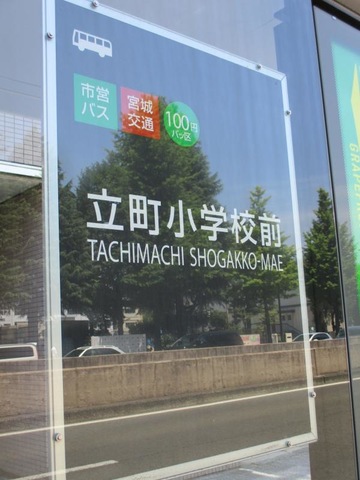 市営
バス
宮城
交通
100円
パッ区
立町小学校前
TACHIMACHI SHOGAKKO-MAE